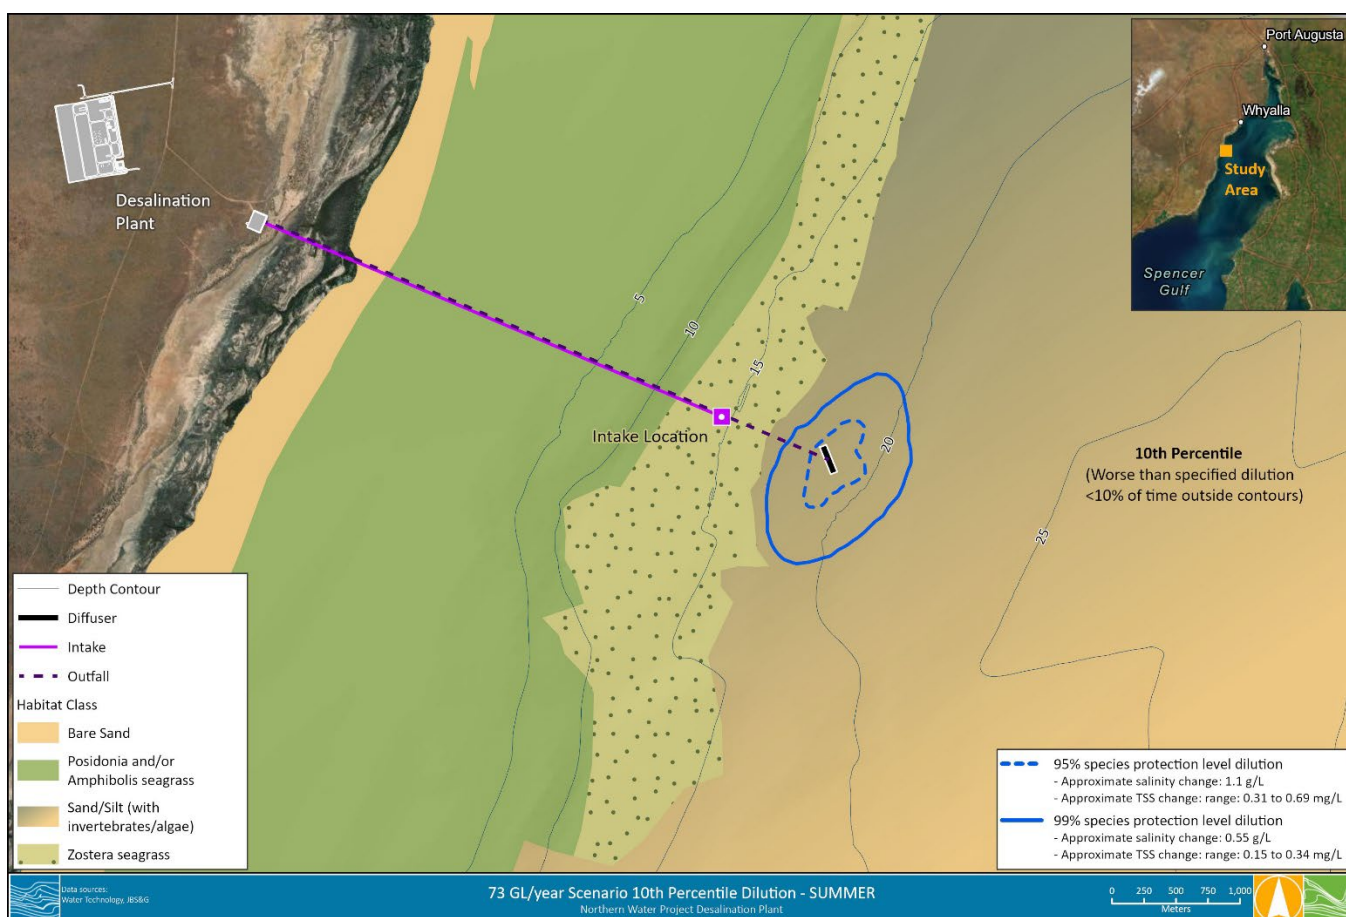 Port Augusta
Whyalla
Study
Area
Spencer
Gulf
Desalination
Plant
5
10
15
Intake Location
20
25
10th Percentile
(Worse than specified dilution
<10% of time outside contours)
Depth Contour
Diffuser
Intake
Outfall
Habitat Class
Bare Sand
Posidonia and/or
Amphibolis seagrass
Sand/Silt (with
invertebrates/algae)
Zostera seagrass
95% species protection level dilution
- Approximate salinity change: 1.1 g/L
- Approximate TSS change: range: 0.31 to 0.69 mg/L
99% species protection level dilution
- Approximate salinity change: 0.55 g/L
- Approximate TSS change: range: 0.15 to 0.34 mg/L
Data sources:
Water Technology, JBS&G
73 GL/year Scenario 10th Percentile Dilution - SUMMER
Northern Water Project Desalination Plant
0 250 500 750 1,000
Meters